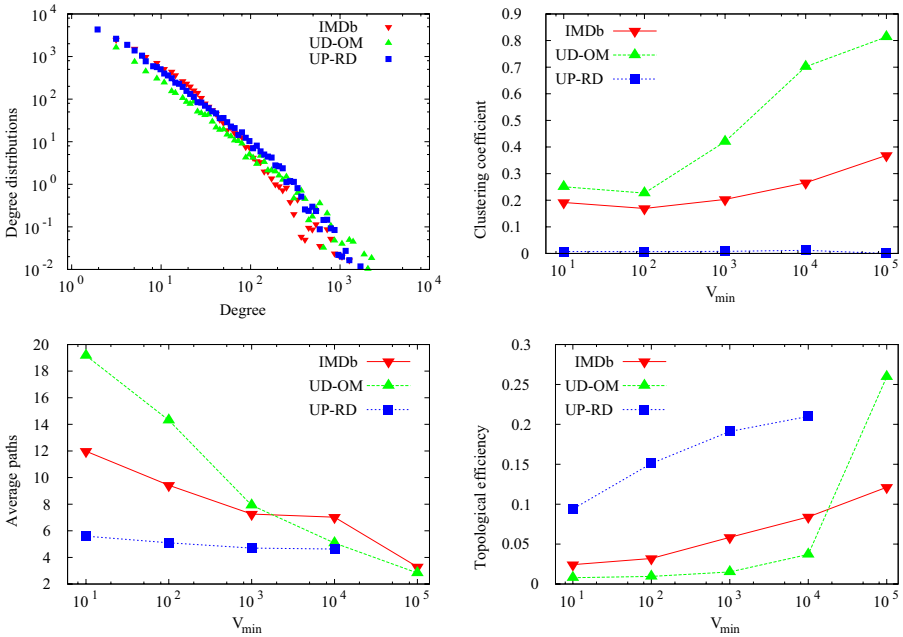 10^4
10^3
10^2
10^1
10^0
10^-1
10^-2
Degree distributions
IMDb
UD-OM
UP-RD
10^0
10^1
10^2
10^3
10^4
Degree
0.9
0.8
0.7
0.6
0.5
0.4
0.3
0.2
0.1
0
Clustering coefficient
IMDb
UD-OM
UP-RD
10^1
10^2
10^3
10^4
10^5
V_min
20
18
16
14
12
10
8
6
4
2
Average paths
IMDb
UD-OM
UP-RD
10^1
10^2
10^3
10^4
10^5
V_min
0.3
0.25
0.2
0.15
0.1
0.05
0
Topological efficiency
IMDb
UD-OM
UP-RD
10^1
10^2
10^3
10^4
10^5
V_min